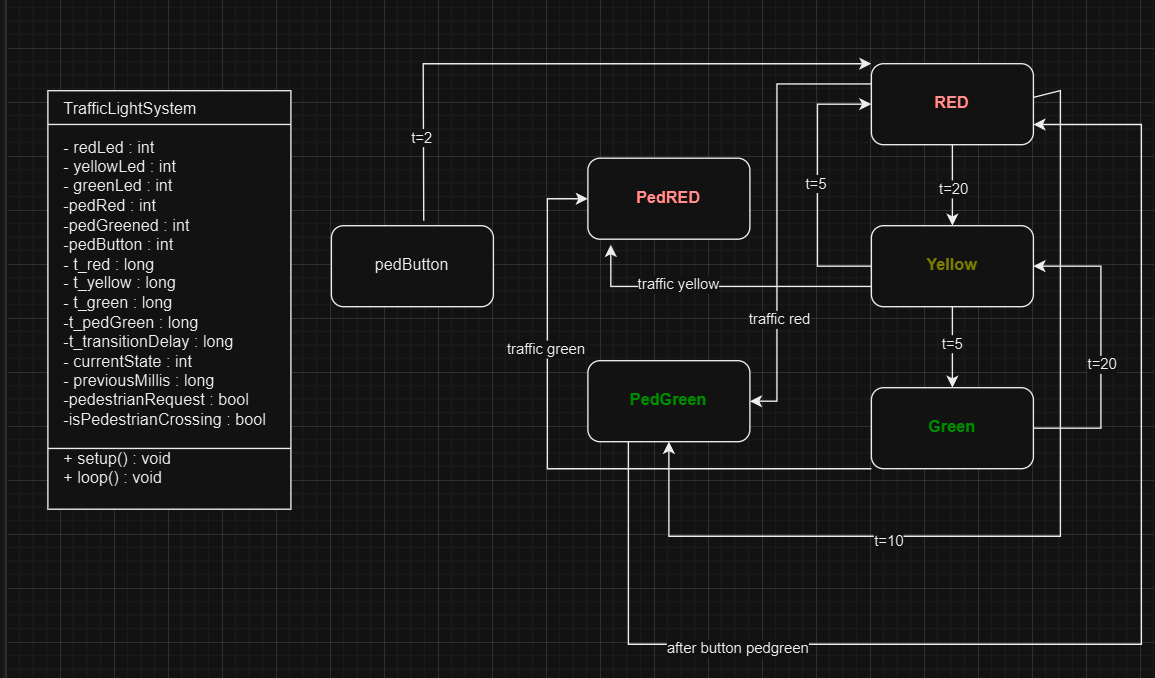 TrafficLightSystem
- redLed : int
- yellowLed : int
- greenLed : int
-pedRed : int
-pedGreened : int
-pedButton : int
- t_red : long
- t_yellow : long
- t_green : long
-t_pedGreen : long
-t_transitionDelay : long
- currentState : int
- previousMillis : long
-pedestrianRequest : bool
-isPedestrianCrossing : bool
+ setup() : void
+ loop() : void
t=2
pedButton
PedRED
traffic yellow
traffic red
traffic green
PedGreen
RED
t=5
t=20
Yellow
t=5
t=20
Green
t=10
after button pedgreen